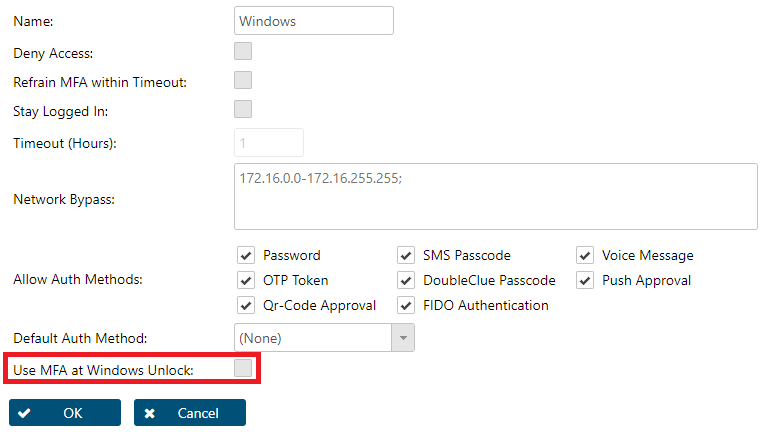 Name: Windows
Deny Access:
Refrain MFA within Timeout:
Stay Logged In:
Timeout (Hours): 1
Network Bypass: 172.16.0.0-172.16.255.255;
Allow Auth Methods:
Password SMS Passcode Voice Message
OTP Token DoubleClue Passcode Push Approval
Qr-Code Approval FIDO Authentication
Default Auth Method: (None)
Use MFA at Windows Unlock:
OK Cancel